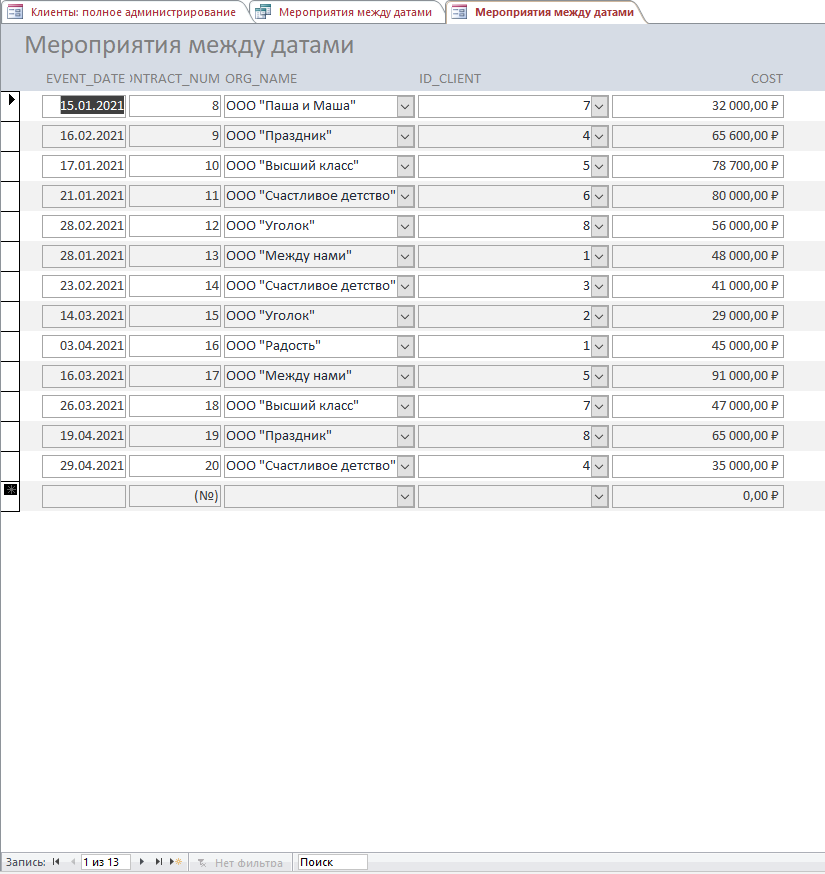 Клиенты: полное администрирование Мероприятия между датами Мероприятия между датами
Мероприятия между датами
EVENT_DATE ONTRACT_NUM ORG_NAME ID_CLIENT COST
15.01.2021 8 ООО "Паша и Маша" 7 32 000,00 ₽
16.02.2021 9 ООО "Праздник" 4 65 600,00 ₽
17.01.2021 10 ООО "Высший класс" 5 78 700,00 ₽
21.01.2021 11 ООО "Счастливое детство" 6 80 000,00 ₽
28.02.2021 12 ООО "Уголок" 8 56 000,00 ₽
28.01.2021 13 ООО "Между нами" 1 48 000,00 ₽
23.02.2021 14 ООО "Счастливое детство" 3 41 000,00 ₽
14.03.2021 15 ООО "Уголок" 2 29 000,00 ₽
03.04.2021 16 ООО "Радость" 1 45 000,00 ₽
16.03.2021 17 ООО "Между нами" 5 91 000,00 ₽
26.03.2021 18 ООО "Высший класс" 7 47 000,00 ₽
19.04.2021 19 ООО "Праздник" 8 65 000,00 ₽
29.04.2021 20 ООО "Счастливое детство" 4 35 000,00 ₽
(№) 0,00 ₽
Запись: 1 из 13 Нет фильтра Поиск